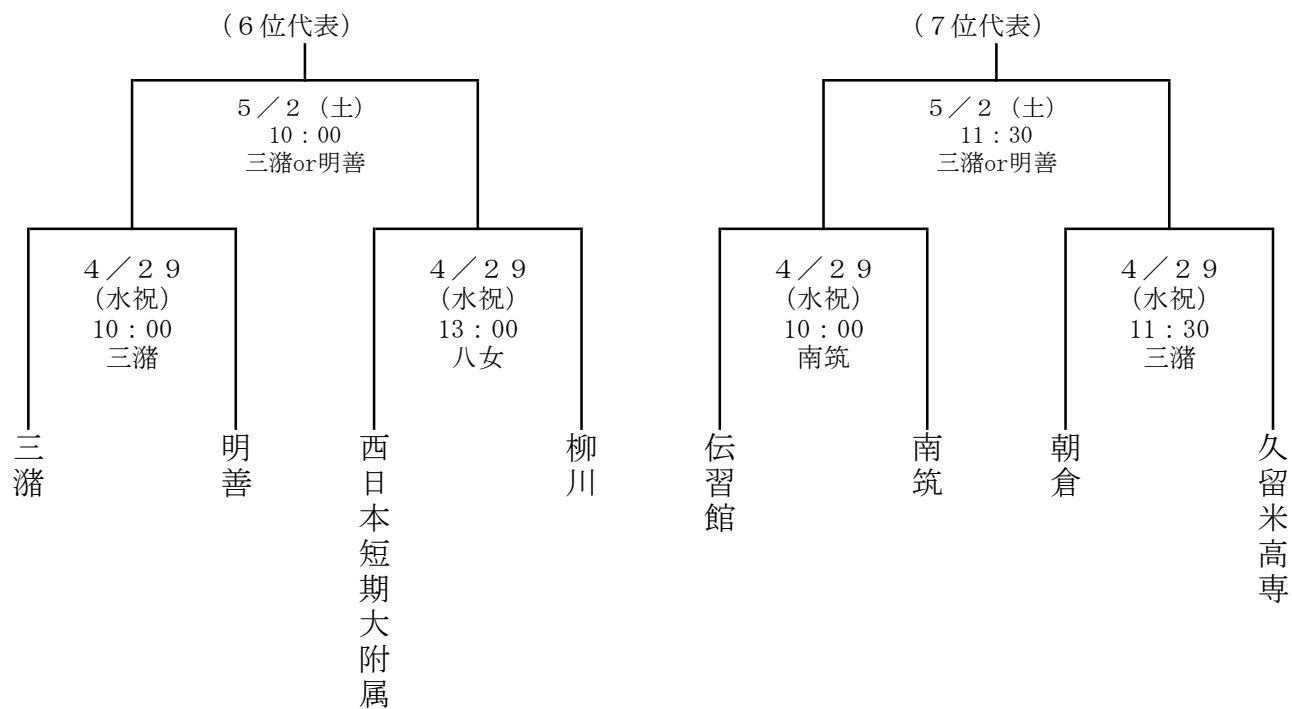 （６位代表）
５／２（土）
10：00
三潴or明善
４／２９
（水祝）
10：00
三潴
４／２９
（水祝）
13：00
八女
三潴
明善
西日本短期大附属
柳川
（７位代表）
５／２（土）
11：30
三潴or明善
４／２９
（水祝）
10：00
南筑
４／２９
（水祝）
11：30
三潴
伝習館
南筑
朝倉
久留米高専